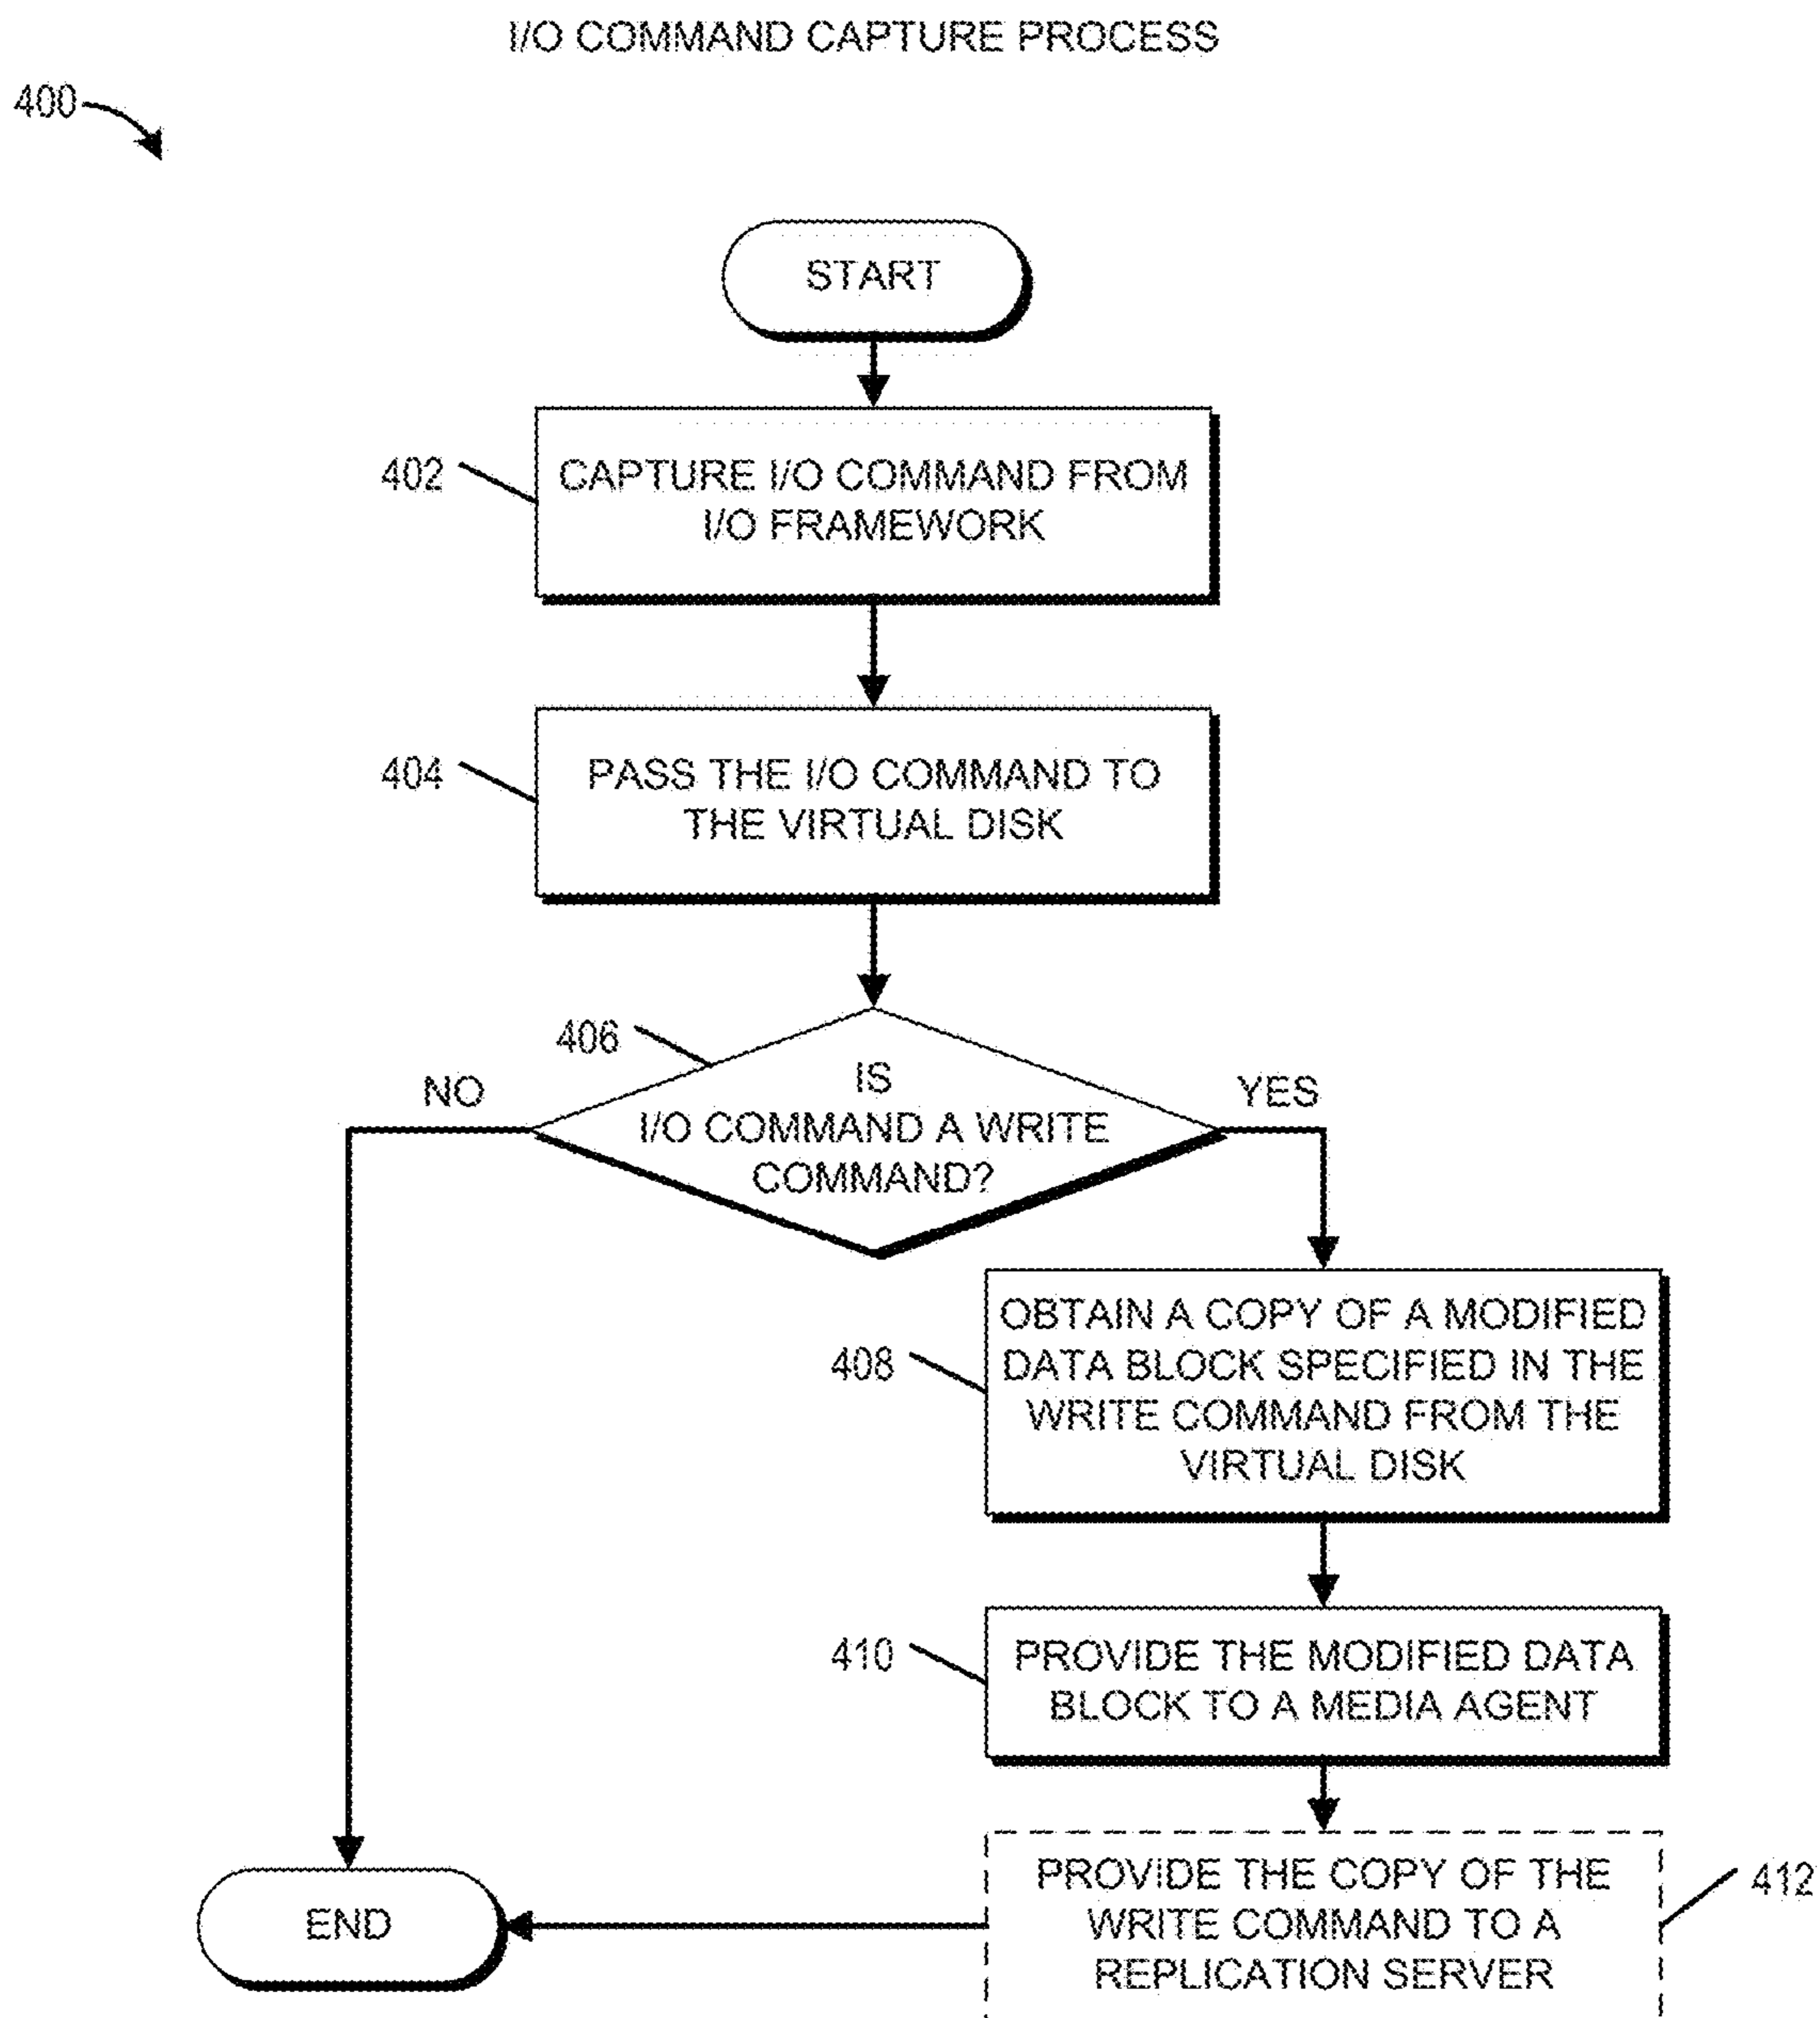 I/O COMMAND CAPTURE PROCESS
400
START
402
CAPTURE I/O COMMAND FROM
I/O FRAMEWORK
404
PASS THE I/O COMMAND TO
THE VIRTUAL DISK
406
NO
YES
IS
I/O COMMAND A WRITE
COMMAND?
408
OBTAIN A COPY OF A MODIFIED
DATA BLOCK SPECIFIED IN THE
WRITE COMMAND FROM THE
VIRTUAL DISK
410
PROVIDE THE MODIFIED DATA
BLOCK TO A MEDIA AGENT
412
PROVIDE THE COPY OF THE
WRITE COMMAND TO A
REPLICATION SERVER
END